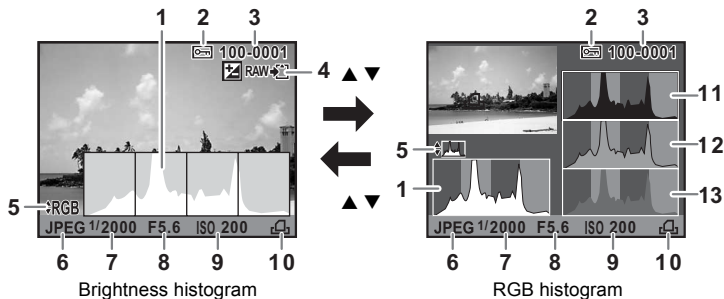 1
2 3
100-0001
RAW
4
5
RGB
JPEG 1/2000 F5.6 ISO 200
6 7 8 9 10
Brightness histogram
▲ ▼
▲ ▼
2 3
100-0001
11
12
13
5
1
JPEG 1/2000 F5.6 ISO 200
6 7 8 9 10
RGB histogram